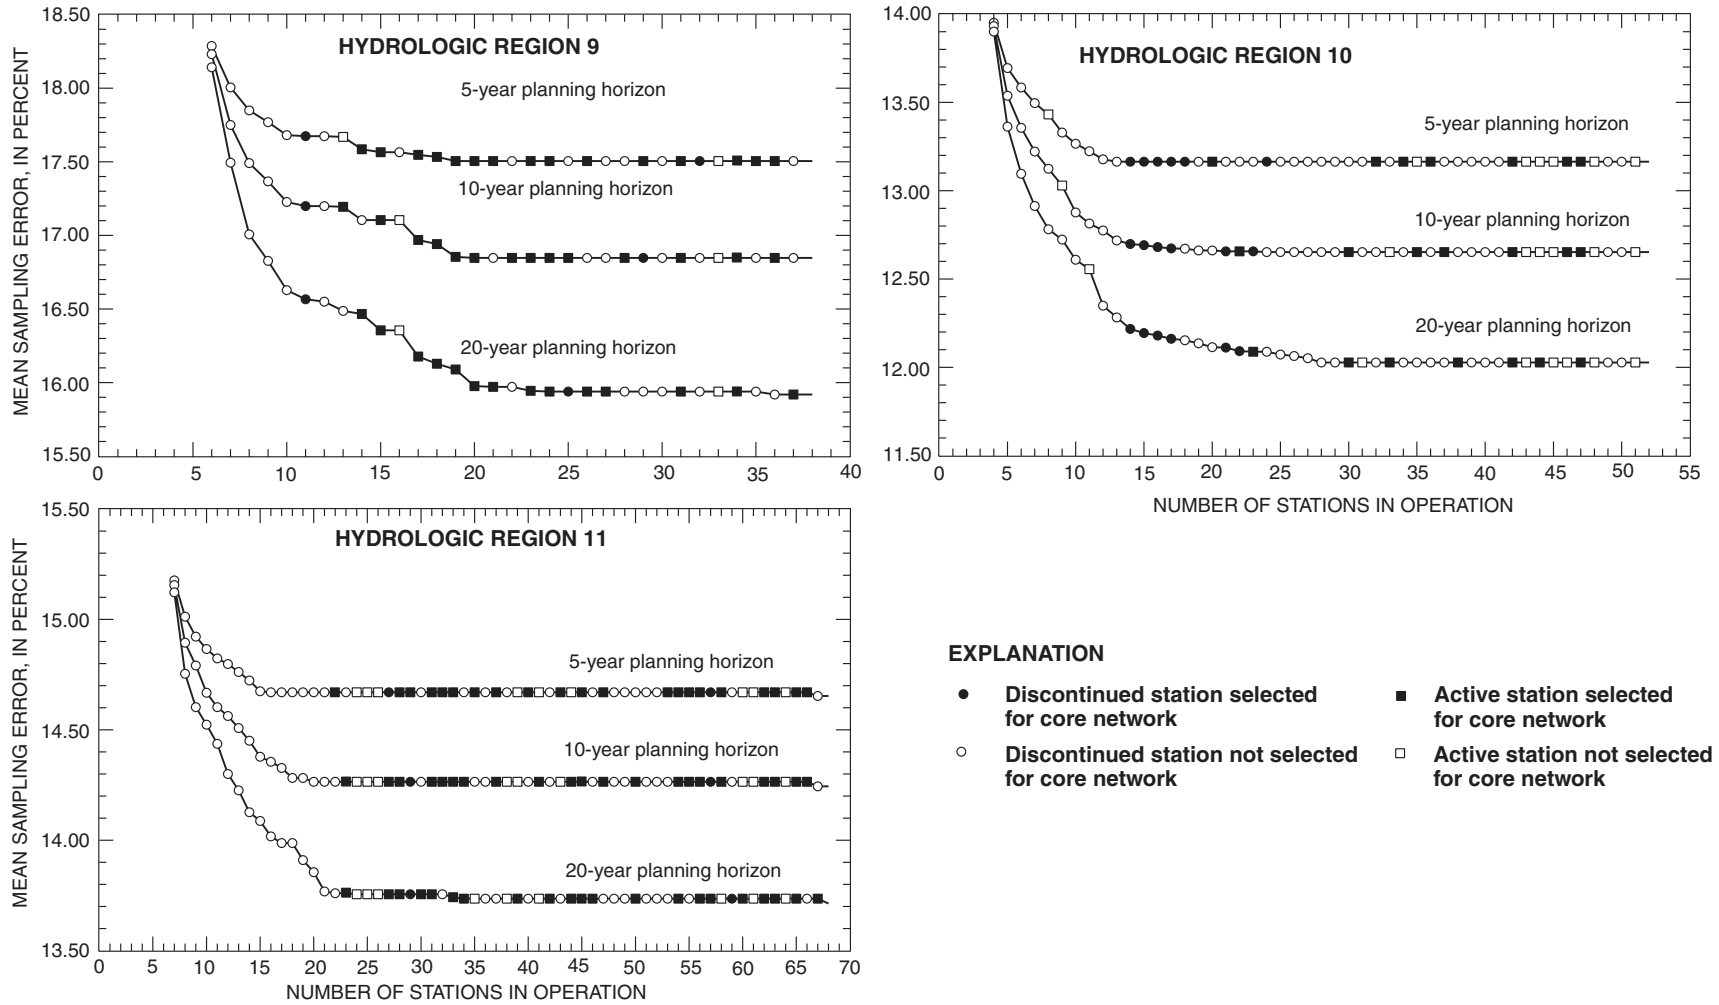 HYDROLOGIC REGION 9
MEAN SAMPLING ERROR, IN PERCENT
18.50
18.00
17.50
17.00
16.50
16.00
15.50
5-year planning horizon
10-year planning horizon
20-year planning horizon
0 5 10 15 20 25 30 35 40
HYDROLOGIC REGION 10
14.00
13.50
13.00
12.50
12.00
11.50
5-year planning horizon
10-year planning horizon
20-year planning horizon
0 5 10 15 20 25 30 35 40 45 50 55
NUMBER OF STATIONS IN OPERATION
HYDROLOGIC REGION 11
MEAN SAMPLING ERROR, IN PERCENT
15.50
15.00
14.50
14.00
13.50
5-year planning horizon
10-year planning horizon
20-year planning horizon
0 5 10 15 20 25 30 35 40 45 50 55 60 65 70
NUMBER OF STATIONS IN OPERATION
EXPLANATION
Discontinued station selected
for core network
Discontinued station not selected
for core network
Active station selected
for core network
Active station not selected
for core network